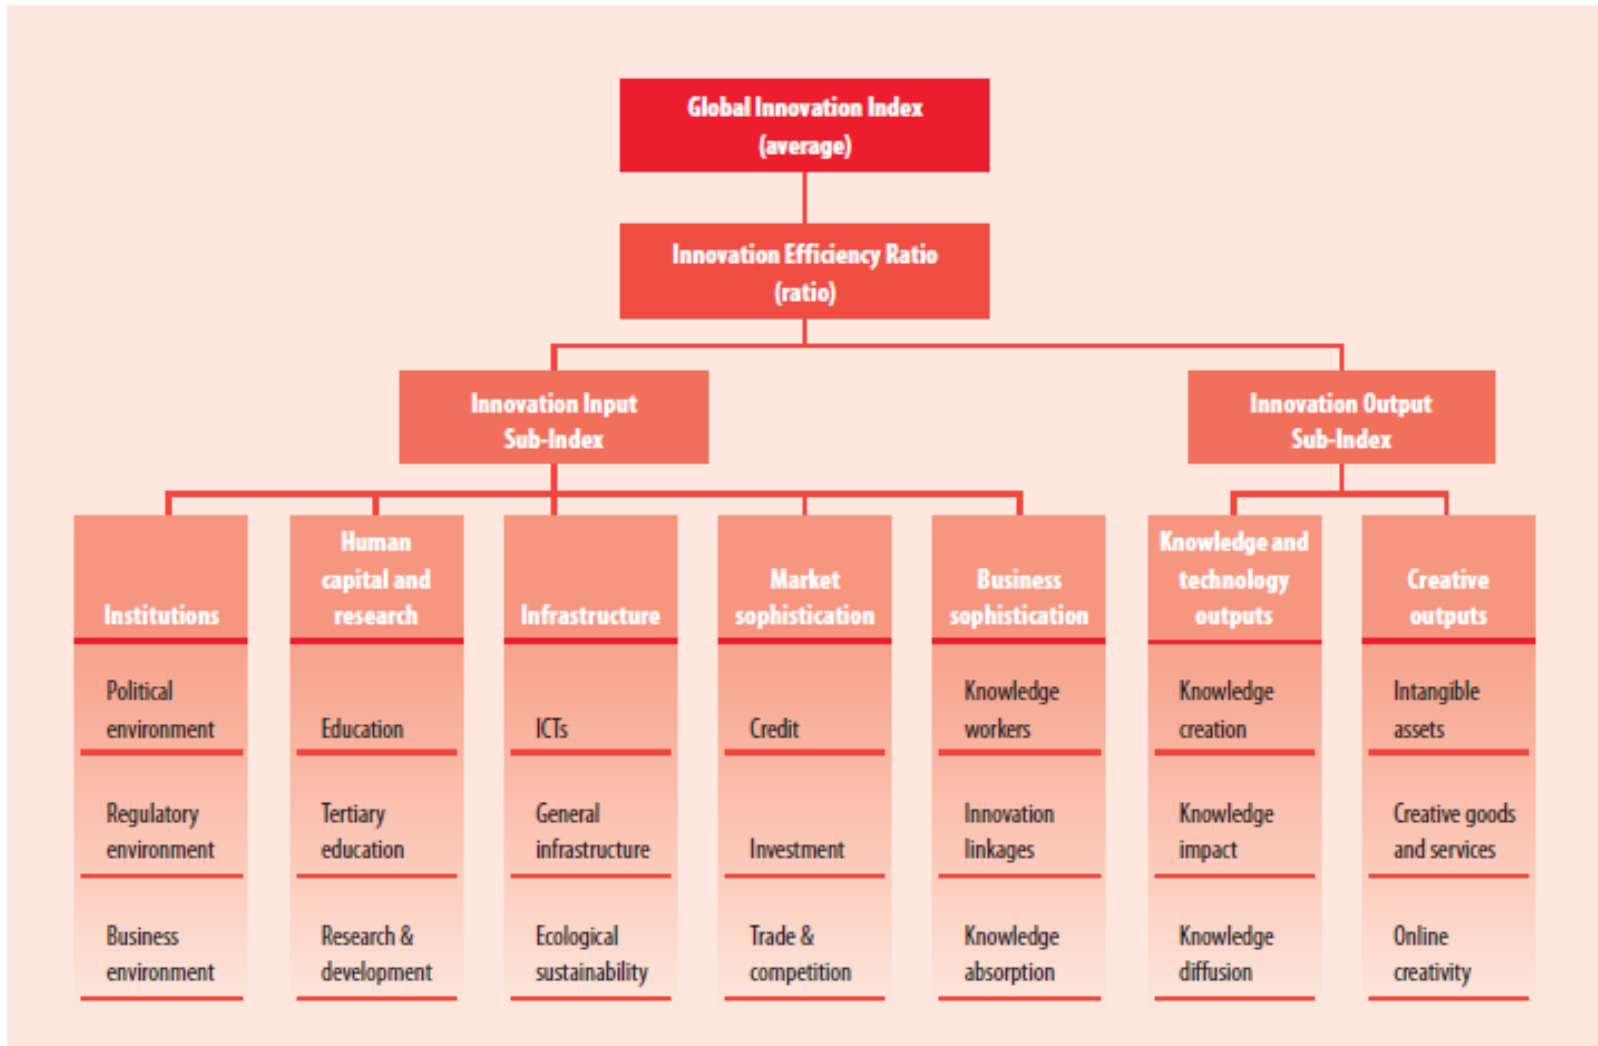 Global Innovation Index
(average)
Innovation Efficiency Ratio
(ratio)
Innovation Input
Sub-Index
Innovation Output
Sub-Index
Institutions
Human
capital and
research
Infrastructure
Market
sophistication
Business
sophistication
Knowledge and
technology
outputs
Creative
outputs
Political
environment
Education
ICTs
Credit
Knowledge
workers
Knowledge
creation
Intangible
assets
Regulatory
environment
Tertiary
education
General
infrastructure
Investment
Innovation
linkages
Knowledge
impact
Creative goods
and services
Business
environment
Research &
development
Ecological
sustainability
Trade &
competition
Knowledge
absorption
Knowledge
diffusion
Online
creativity